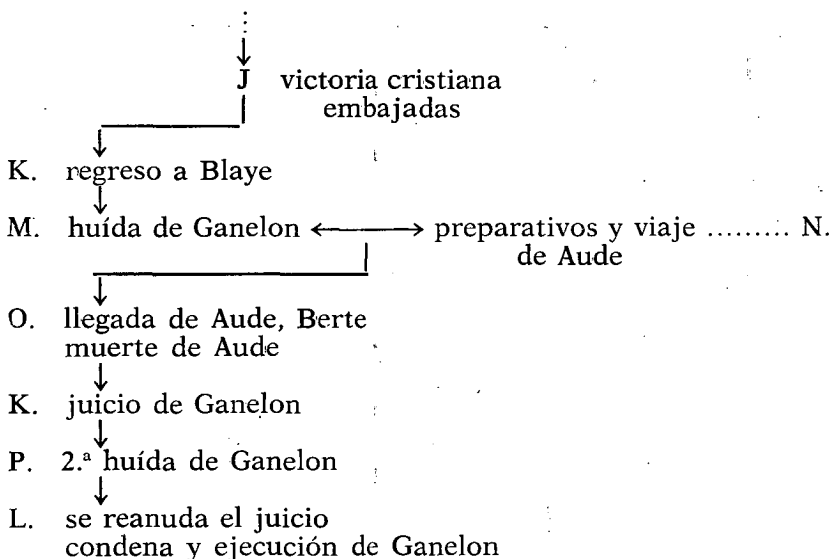 J victoria cristiana
embajadas
K. regreso a Blaye
M. huída de Ganelon ←→ preparativos y viaje ......... N.
de Aude
O. llegada de Aude, Berte
muerte de Aude
K. juicio de Ganelon
P. 2.ª huída de Ganelon
L. se reanuda el juicio
condena y ejecución de Ganelon